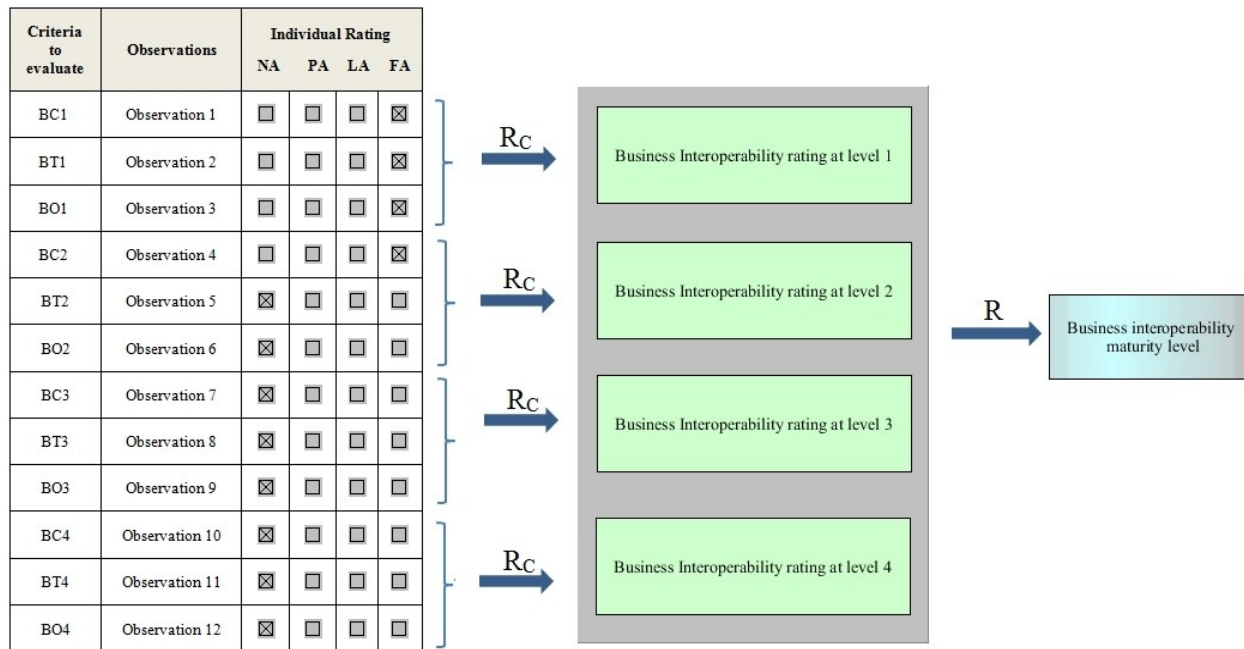 Criteria
to
evaluate
Observations
Individual Rating
NA PA LA FA
BC1 Observation 1
BT1 Observation 2
BO1 Observation 3
BC2 Observation 4
BT2 Observation 5
BO2 Observation 6
BC3 Observation 7
BT3 Observation 8
BO3 Observation 9
BC4 Observation 10
BT4 Observation 11
BO4 Observation 12
RC
Business Interoperability rating at level 1
RC
Business Interoperability rating at level 2
RC
Business Interoperability rating at level 3
RC
Business Interoperability rating at level 4
R
Business interoperability
maturity level